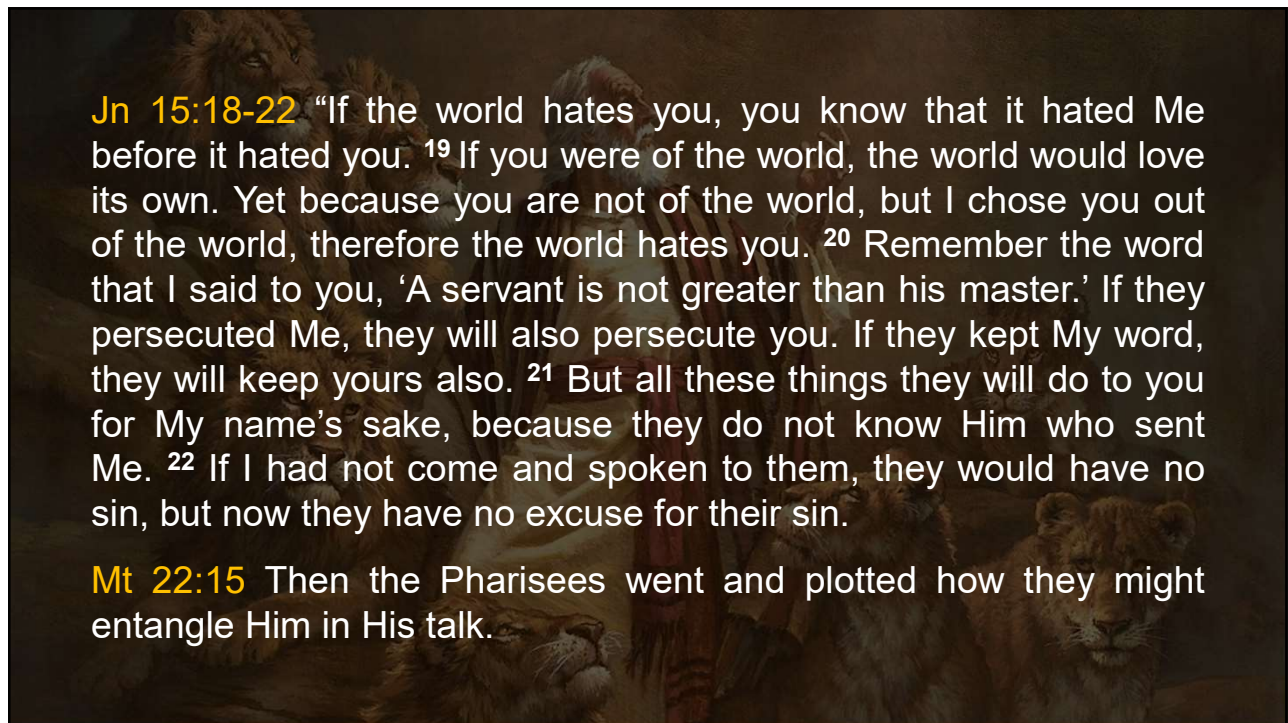 Jn 15:18-22 “If the world hates you, you know that it hated Me
before it hated you. 19 If you were of the world, the world would love
its own. Yet because you are not of the world, but I chose you out
of the world, therefore the world hates you. 20 Remember the word
that I said to you, ‘A servant is not greater than his master.’ If they
persecuted Me, they will also persecute you. If they kept My word,
they will keep yours also. 21 But all these things they will do to you
for My name’s sake, because they do not know Him who sent
Me. 22 If I had not come and spoken to them, they would have no
sin, but now they have no excuse for their sin.
Mt 22:15 Then the Pharisees went and plotted how they might
entangle Him in His talk.